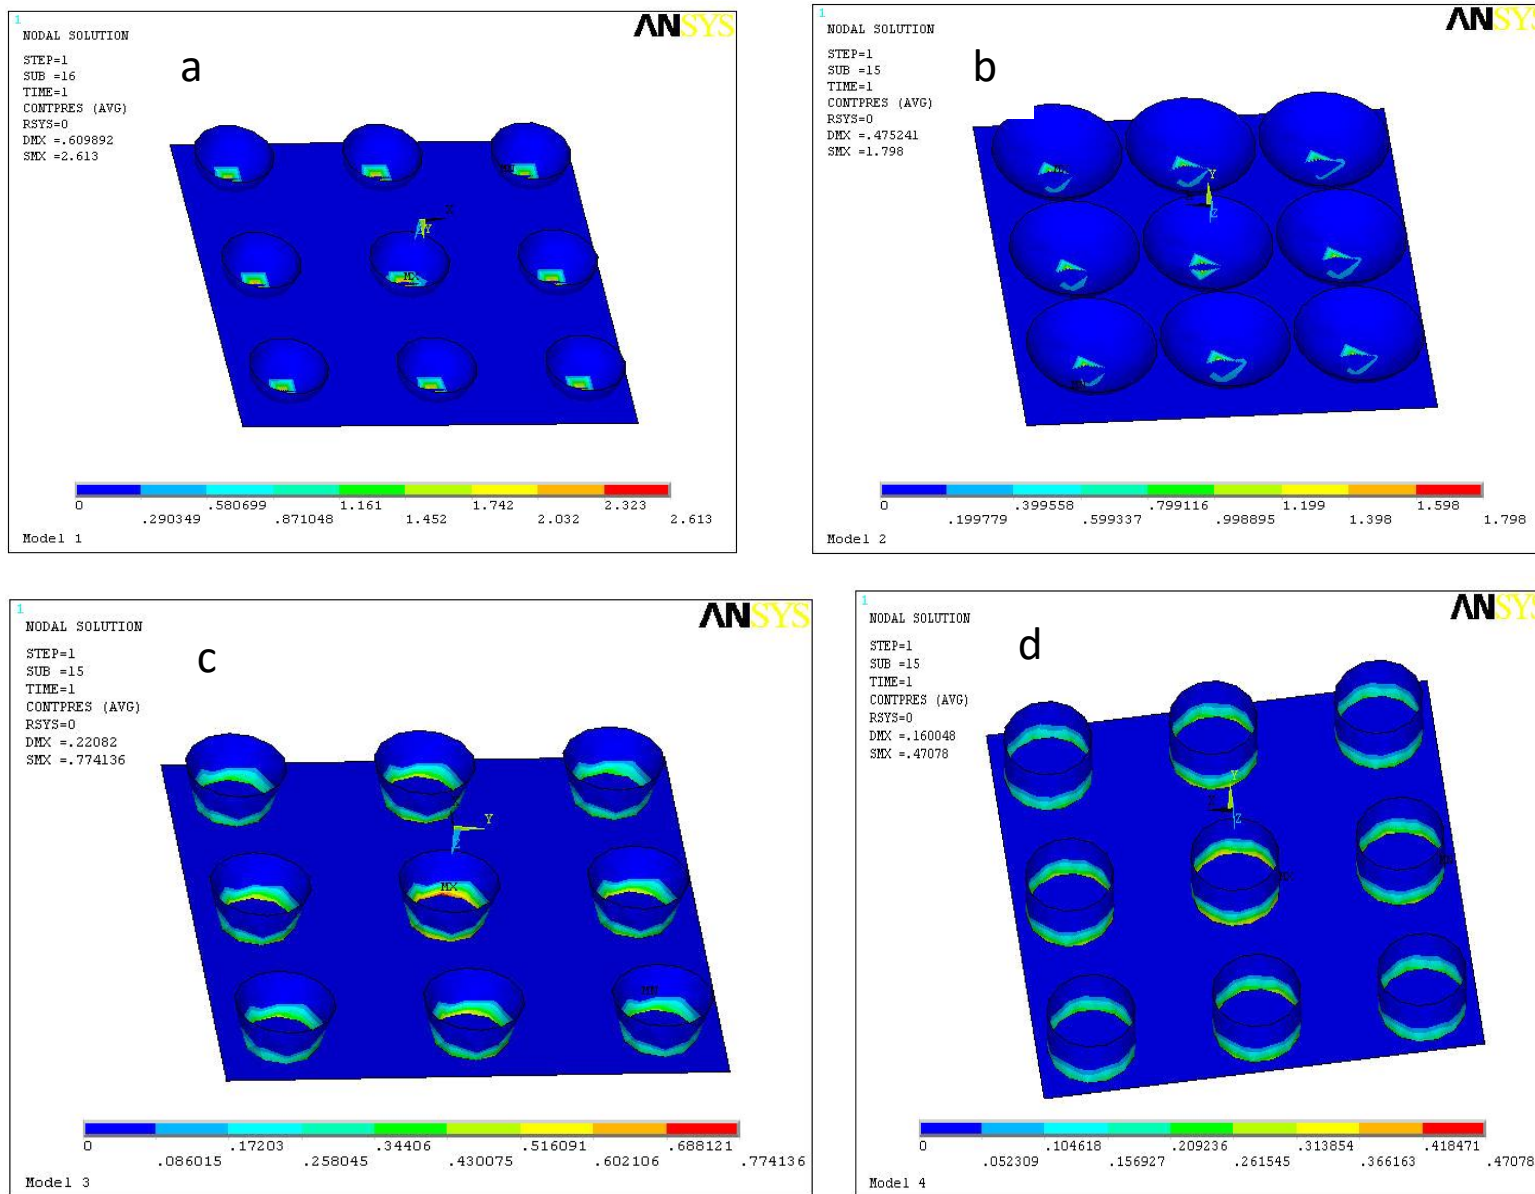 1
ANSYS
NODAL SOLUTION
STEP=1
SUB =16
TIME=1
CONTPRES (AVG)
RSYS=0
DMX =.609892
SMX =2.613
a
MN
X
Y
MX
0
.290349
.580699
.871048
1.161
1.452
1.742
2.032
2.323
2.613
Model 1
1
ANSYS
NODAL SOLUTION
STEP=1
SUB =15
TIME=1
CONTPRES (AVG)
RSYS=0
DMX =.475241
SMX =1.798
b
Y
Z
0
.199779
.399558
.599337
.799116
.998895
1.199
1.398
1.598
1.798
Model 2
1
ANSYS
NODAL SOLUTION
STEP=1
SUB =15
TIME=1
CONTPRES (AVG)
RSYS=0
DMX =.22082
SMX =.774136
c
Y
Z
MX
MN
0
.086015
.17203
.258045
.34406
.430075
.516091
.602106
.688121
.774136
Model 3
1
ANSYS
NODAL SOLUTION
STEP=1
SUB =15
TIME=1
CONTPRES (AVG)
RSYS=0
DMX =.160048
SMX =.47078
d
Y
X
Z
MX
0
.052309
.104618
.156927
.209236
.261545
.313854
.366163
.418471
.47078
Model 4